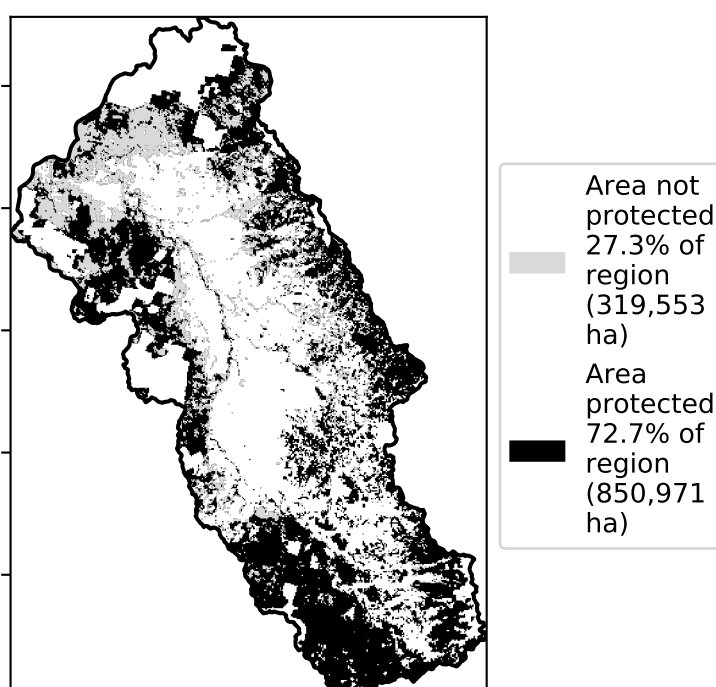 Area not
protected
27.3% of
region
(319,553
ha)
Area
protected
72.7% of
region
(850,971
ha)